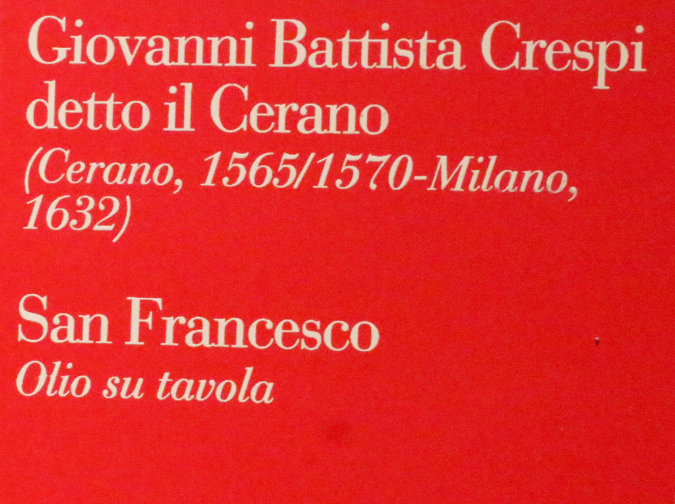 Giovanni Battista Crespi
detto il Cerano
(Cerano, 1565/1570-Milano,
1632)
San Francesco
Olio su tavola